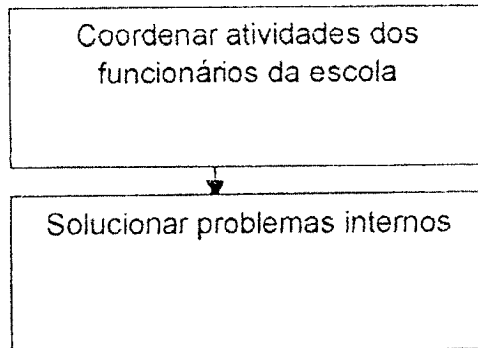 Coordenar atividades dos
funcionários da escola
Solucionar problemas internos